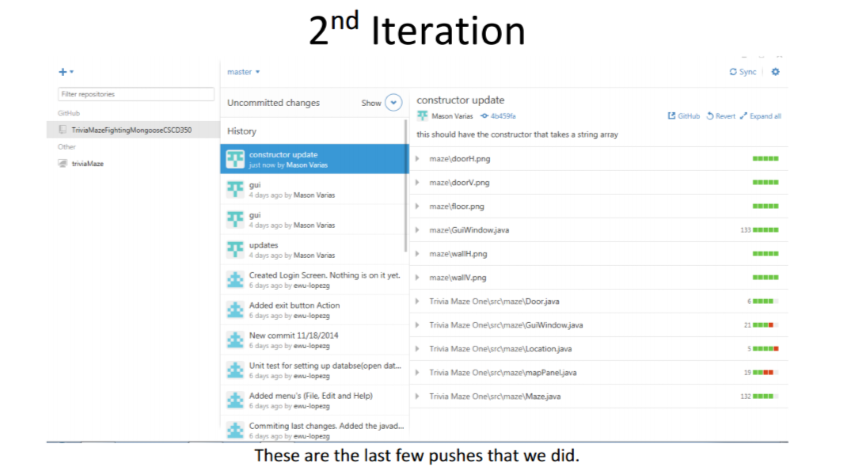 2nd Iteration
master
Sync
Filter repositories
GitHub
TriviaMazeFightingMongooseCSCD350
Other
triviaMaze
Uncommitted changes
Show
History
constructor update
just now by Mason Varias
gui
4 days ago by Mason Varias
gui
4 days ago by Mason Varias
updates
4 days ago by Mason Varias
Created Login Screen. Nothing is on it yet.
6 days ago by ewu-lopezg
Added exit button Action
6 days ago by ewu-lopezg
New commit 11/18/2014
6 days ago by ewu-lopezg
Unit test for setting up databse(open dat...
6 days ago by ewu-lopezg
Added menu's (File, Edit and Help)
6 days ago by ewu-lopezg
Commiting last changes. Added the javad...
6 days ago by ewu-lopezg
constructor update
Mason Varias 4b459fa
GitHub Revert Expand all
this should have the constructor that takes a string array
maze\doorH.png
maze\doorV.png
maze\floor.png
maze\GuiWindow.java 133
maze\wallH.png
maze\wallV.png
Trivia Maze One\src\maze\Door.java 6
Trivia Maze One\src\maze\GuiWindow.java 21
Trivia Maze One\src\maze\Location.java 5
Trivia Maze One\src\maze\mapPanel.java 19
Trivia Maze One\src\maze\Maze.java 132
These are the last few pushes that we did.